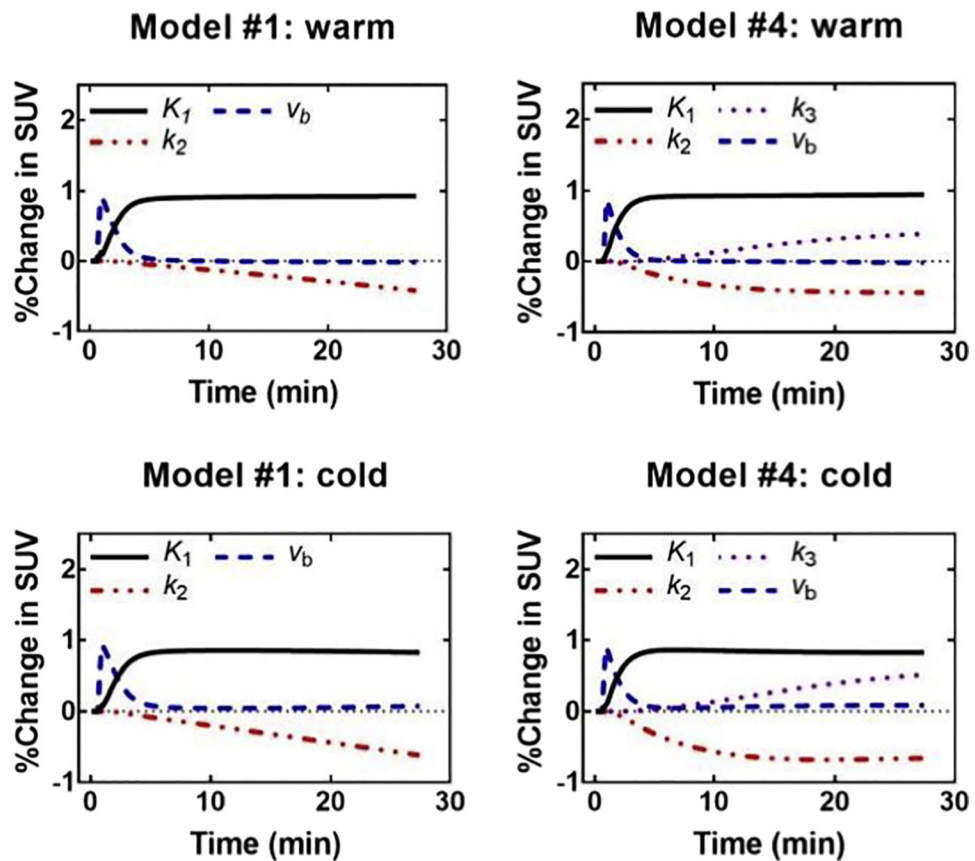 Model #1: warm
%Change in SUV
2
1
0
-1
K1 vb
k2
0 10 20 30
Time (min)
Model #4: warm
%Change in SUV
2
1
0
-1
K1 k3
k2 vb
0 10 20 30
Time (min)
Model #1: cold
%Change in SUV
2
1
0
-1
K1 vb
k2
0 10 20 30
Time (min)
Model #4: cold
%Change in SUV
2
1
0
-1
K1 k3
k2 vb
0 10 20 30
Time (min)